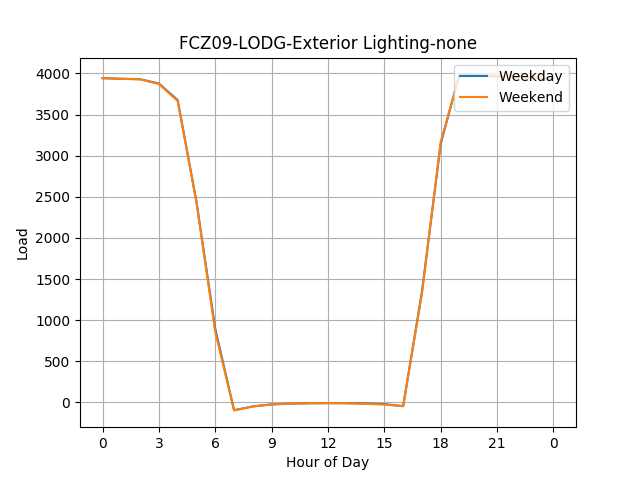 FCZ09-LODG-Exterior Lighting-none
Weekday
Weekend
4000
3500
3000
2500
2000
1500
1000
500
0
Load
0 3 6 9 12 15 18 21 0
Hour of Day